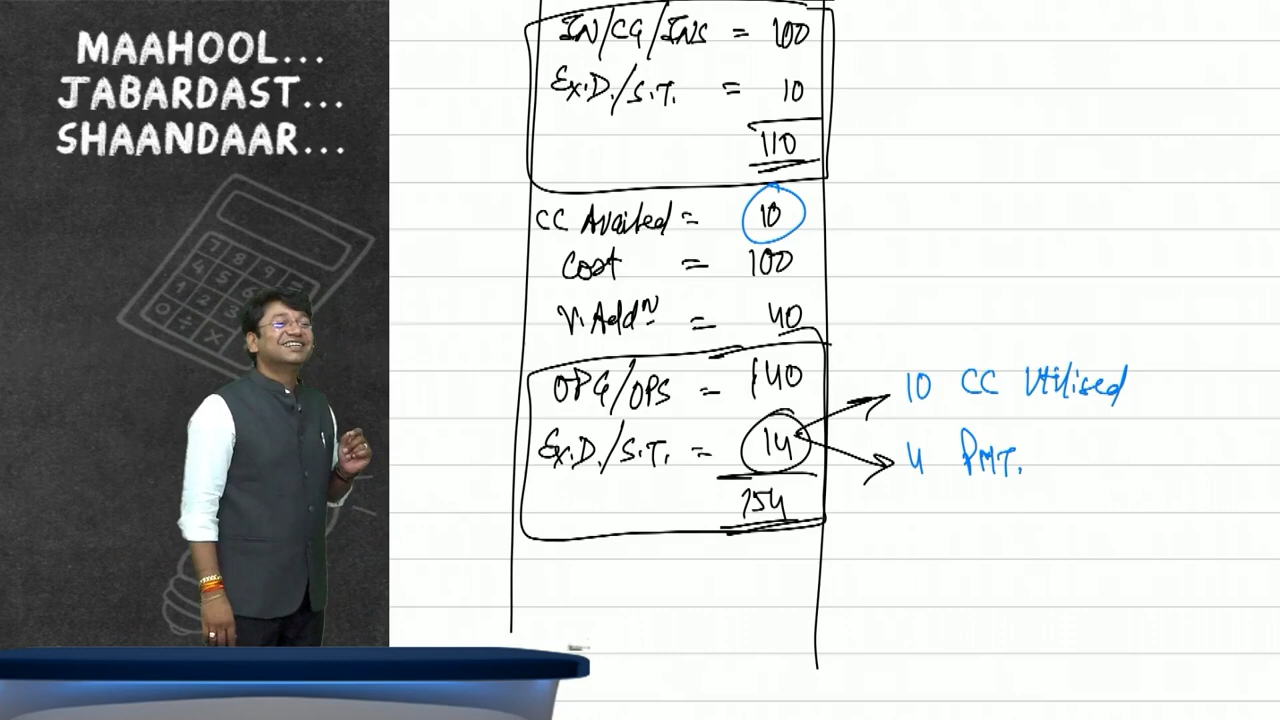 MAAHOOL...
JABARDAST...
SHAANDAAR...
IN/CG/INS = 100
Ex.D./S.T. = 10
110
CC Availed = 10
Cost = 100
V. Addⁿ = 40
OPG/OPS = 140
Ex.D./S.T. = 14
154
10 CC Utilised
4 PMT.